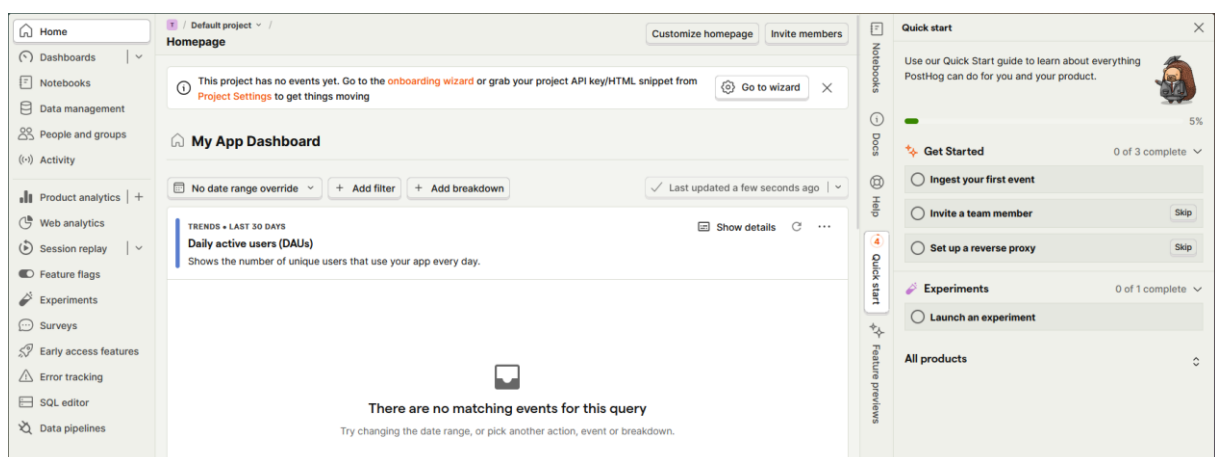 Home
Dashboards
Notebooks
Data management
People and groups
Activity
Product analytics
Web analytics
Session replay
Feature flags
Experiments
Surveys
Early access features
Error tracking
SQL editor
Data pipelines
T / Default project /
Homepage
Customize homepage
Invite members
This project has no events yet. Go to the onboarding wizard or grab your project API key/HTML snippet from
Project Settings to get things moving
Go to wizard
My App Dashboard
No date range override
+ Add filter
+ Add breakdown
Last updated a few seconds ago
TRENDS • LAST 30 DAYS
Show details
Daily active users (DAUs)
Shows the number of unique users that use your app every day.
There are no matching events for this query
Try changing the date range, or pick another action, event or breakdown.
Notebooks
Docs
Help
4
Quick start
Feature previews
Quick start
Use our Quick Start guide to learn about everything
PostHog can do for you and your product.
5%
Get Started
0 of 3 complete
Ingest your first event
Invite a team member
Skip
Set up a reverse proxy
Skip
Experiments
0 of 1 complete
Launch an experiment
All products